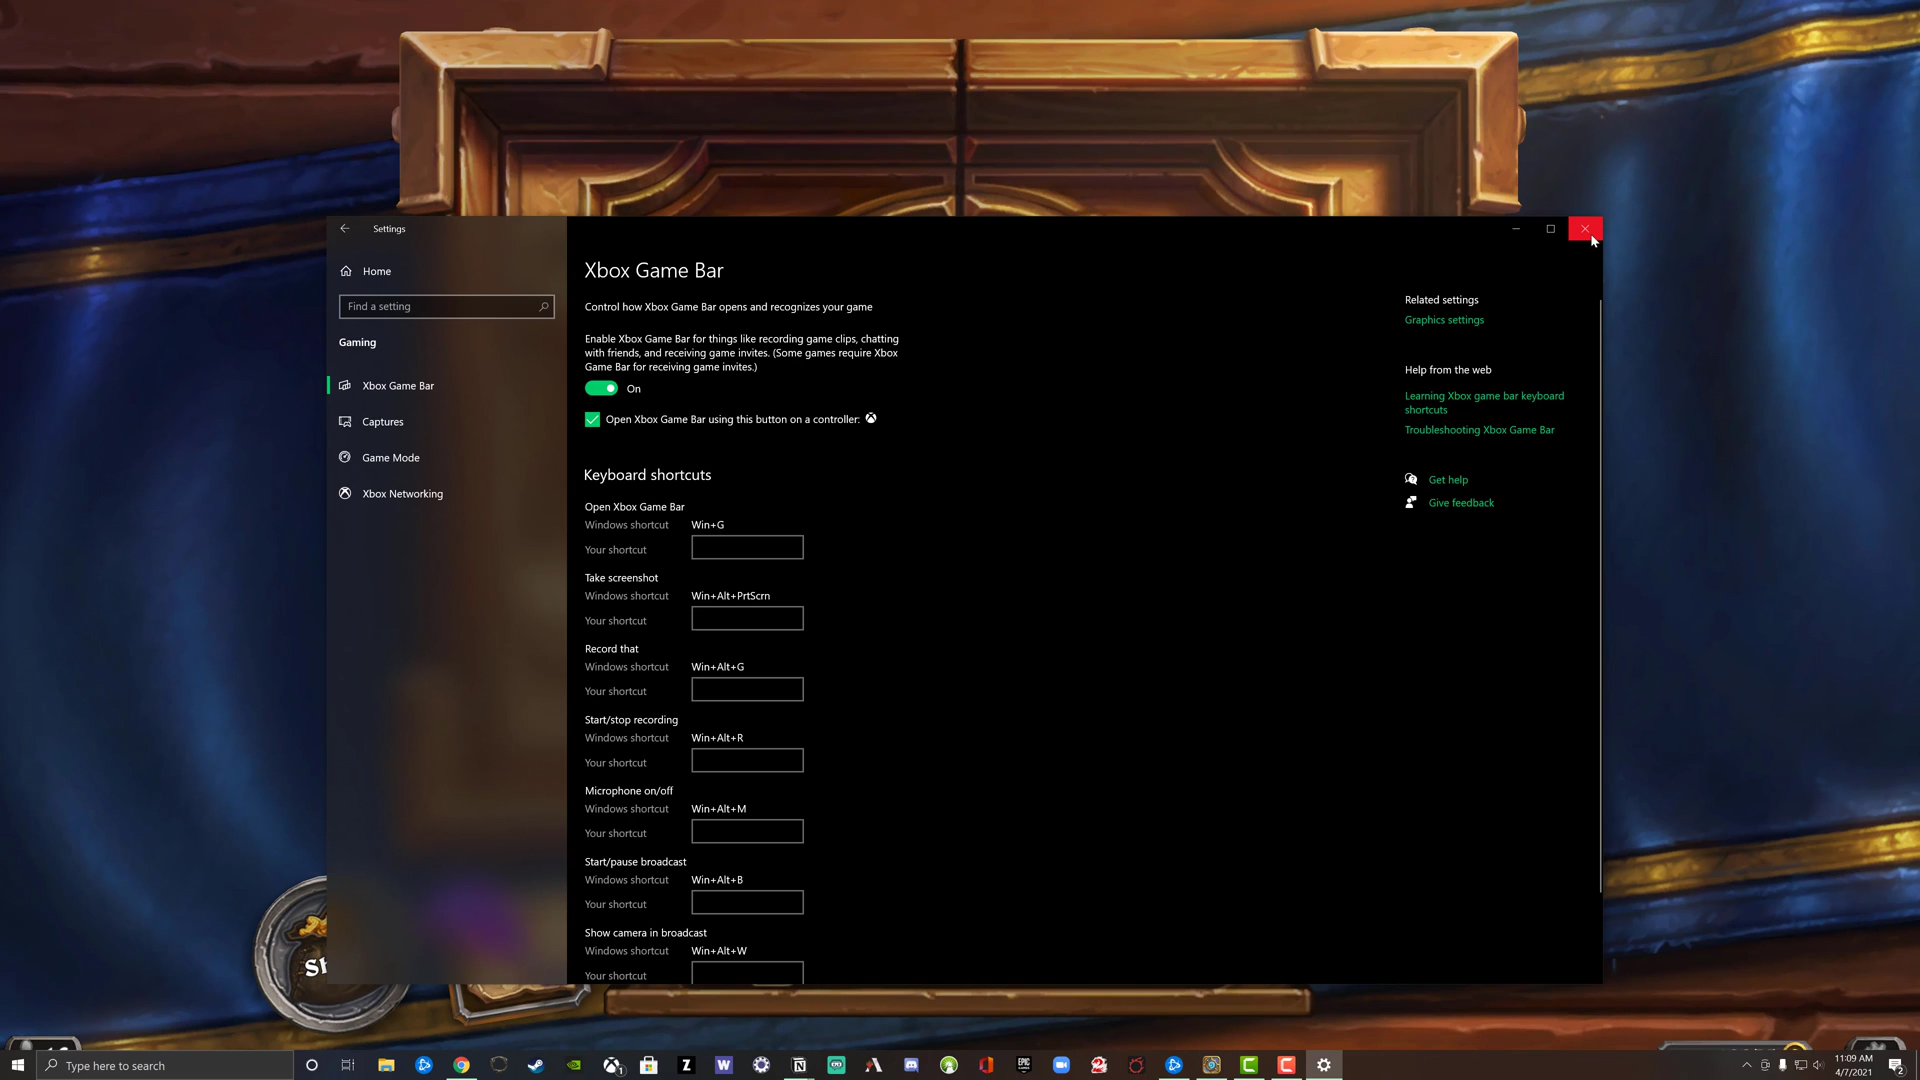 Settings
Home
Find a setting
Gaming
Xbox Game Bar
Captures
Game Mode
Xbox Networking
Xbox Game Bar
Control how Xbox Game Bar opens and recognizes your game
Enable Xbox Game Bar for things like recording game clips, chatting
with friends, and receiving game invites. (Some games require Xbox
Game Bar for receiving game invites.)
On
Open Xbox Game Bar using this button on a controller:
Keyboard shortcuts
Open Xbox Game Bar
Windows shortcut Win+G
Your shortcut
Take screenshot
Windows shortcut Win+Alt+PrtScrn
Your shortcut
Record that
Windows shortcut Win+Alt+G
Your shortcut
Start/stop recording
Windows shortcut Win+Alt+R
Your shortcut
Microphone on/off
Windows shortcut Win+Alt+M
Your shortcut
Start/pause broadcast
Windows shortcut Win+Alt+B
Your shortcut
Show camera in broadcast
Windows shortcut Win+Alt+W
Your shortcut
Related settings
Graphics settings
Help from the web
Learning Xbox game bar keyboard
shortcuts
Troubleshooting Xbox Game Bar
Get help
Give feedback
Type here to search
11:09 AM
4/7/2021